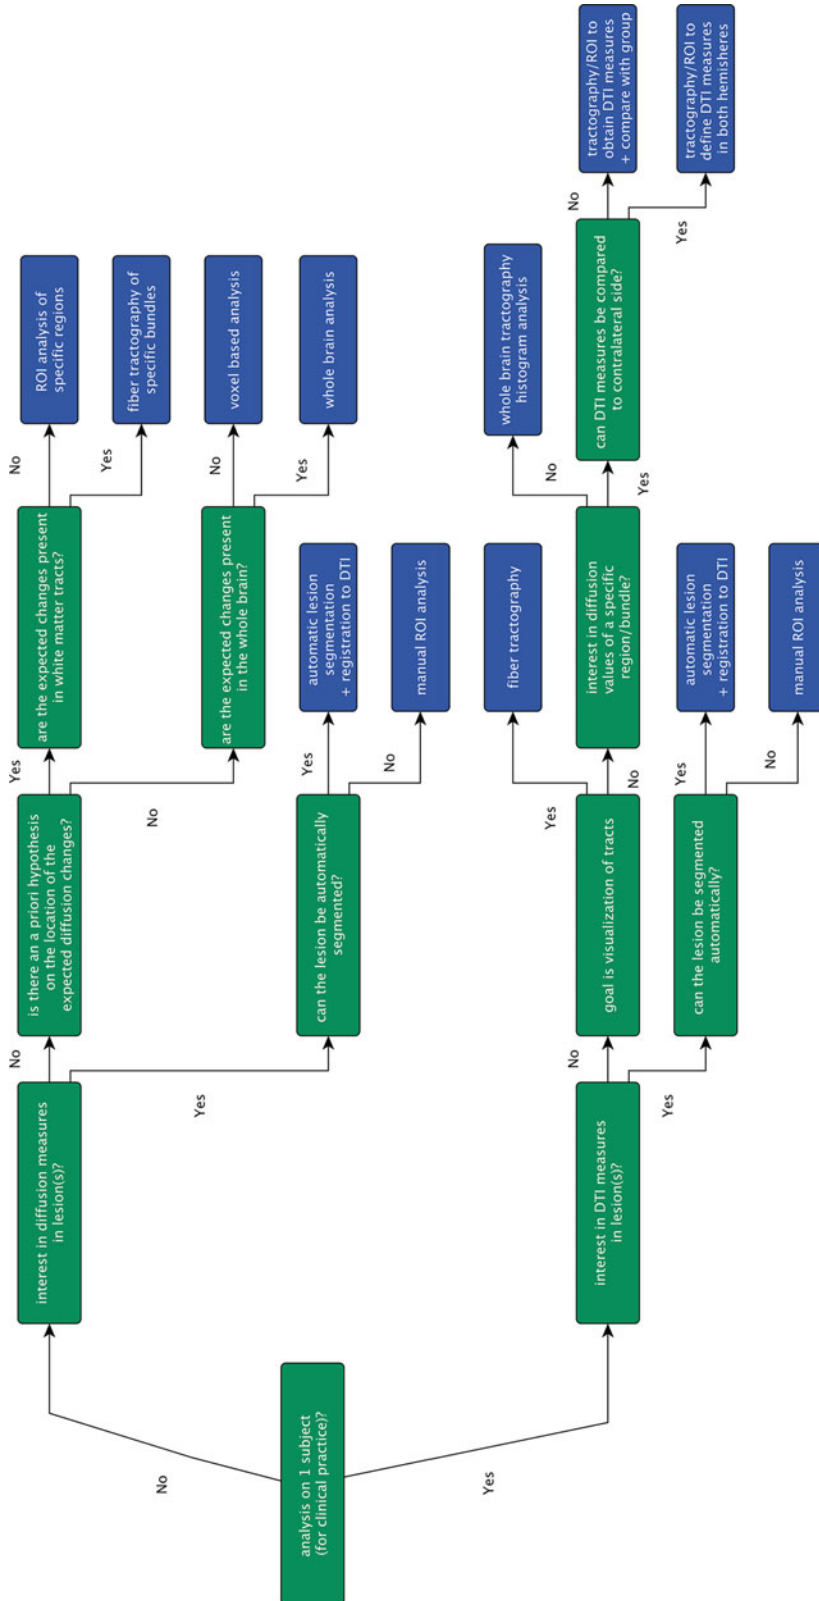 analysis on 1 subject
(for clinical practice)?
No
Yes
interest in diffusion measures
in lesion(s)?
No
Yes
is there an a priori hypothesis
on the location of the
expected diffusion changes?
Yes
No
are the expected changes present
in white matter tracts?
No
Yes
ROI analysis of
specific regions
fiber tractography of
specific bundles
are the expected changes present
in the whole brain?
No
Yes
voxel based analysis
whole brain analysis
can the lesion be automatically
segmented?
Yes
No
automatic lesion
segmentation
+ registration to DTI
manual ROI analysis
interest in DTI measures
in lesion(s)?
No
Yes
goal is visualization of tracts
Yes
No
fiber tractography
interest in diffusion
values of a specific
region/bundle?
No
Yes
whole brain tractography
histogram analysis
can DTI measures be compared
to contralateral side?
No
Yes
tractography/ROI to
obtain DTI measures
+ compare with group
tractography/ROI to
define DTI measures
in both hemisheres
can the lesion be segmented
automatically?
Yes
No
automatic lesion
segmentation
+ registration to DTI
manual ROI analysis